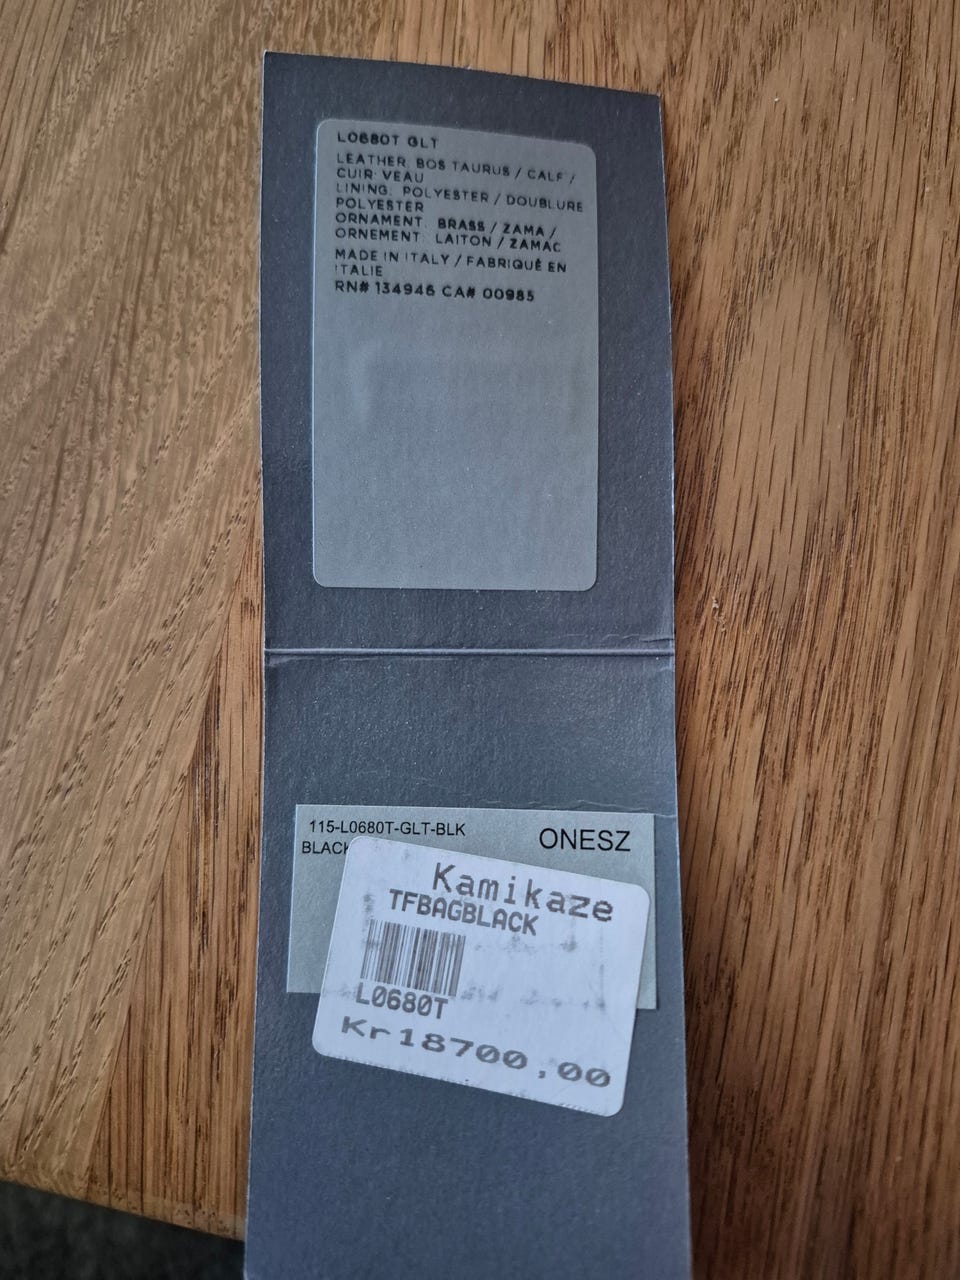 L0680T GLT
LEATHER: BOS TAURUS / CALF /
CUIR: VEAU
LINING: POLYESTER / DOUBLURE
POLYESTER
ORNAMENT: BRASS / ZAMA /
ORNEMENT: LAITON / ZAMAC
MADE IN ITALY / FABRIQUÉ EN
ITALIE
RN# 134946 CA# 00985
115-L0680T-GLT-BLK
ONESZ
BLACK
Kamikaze
TFBAGBLACK
L0680T
Kr18700,00